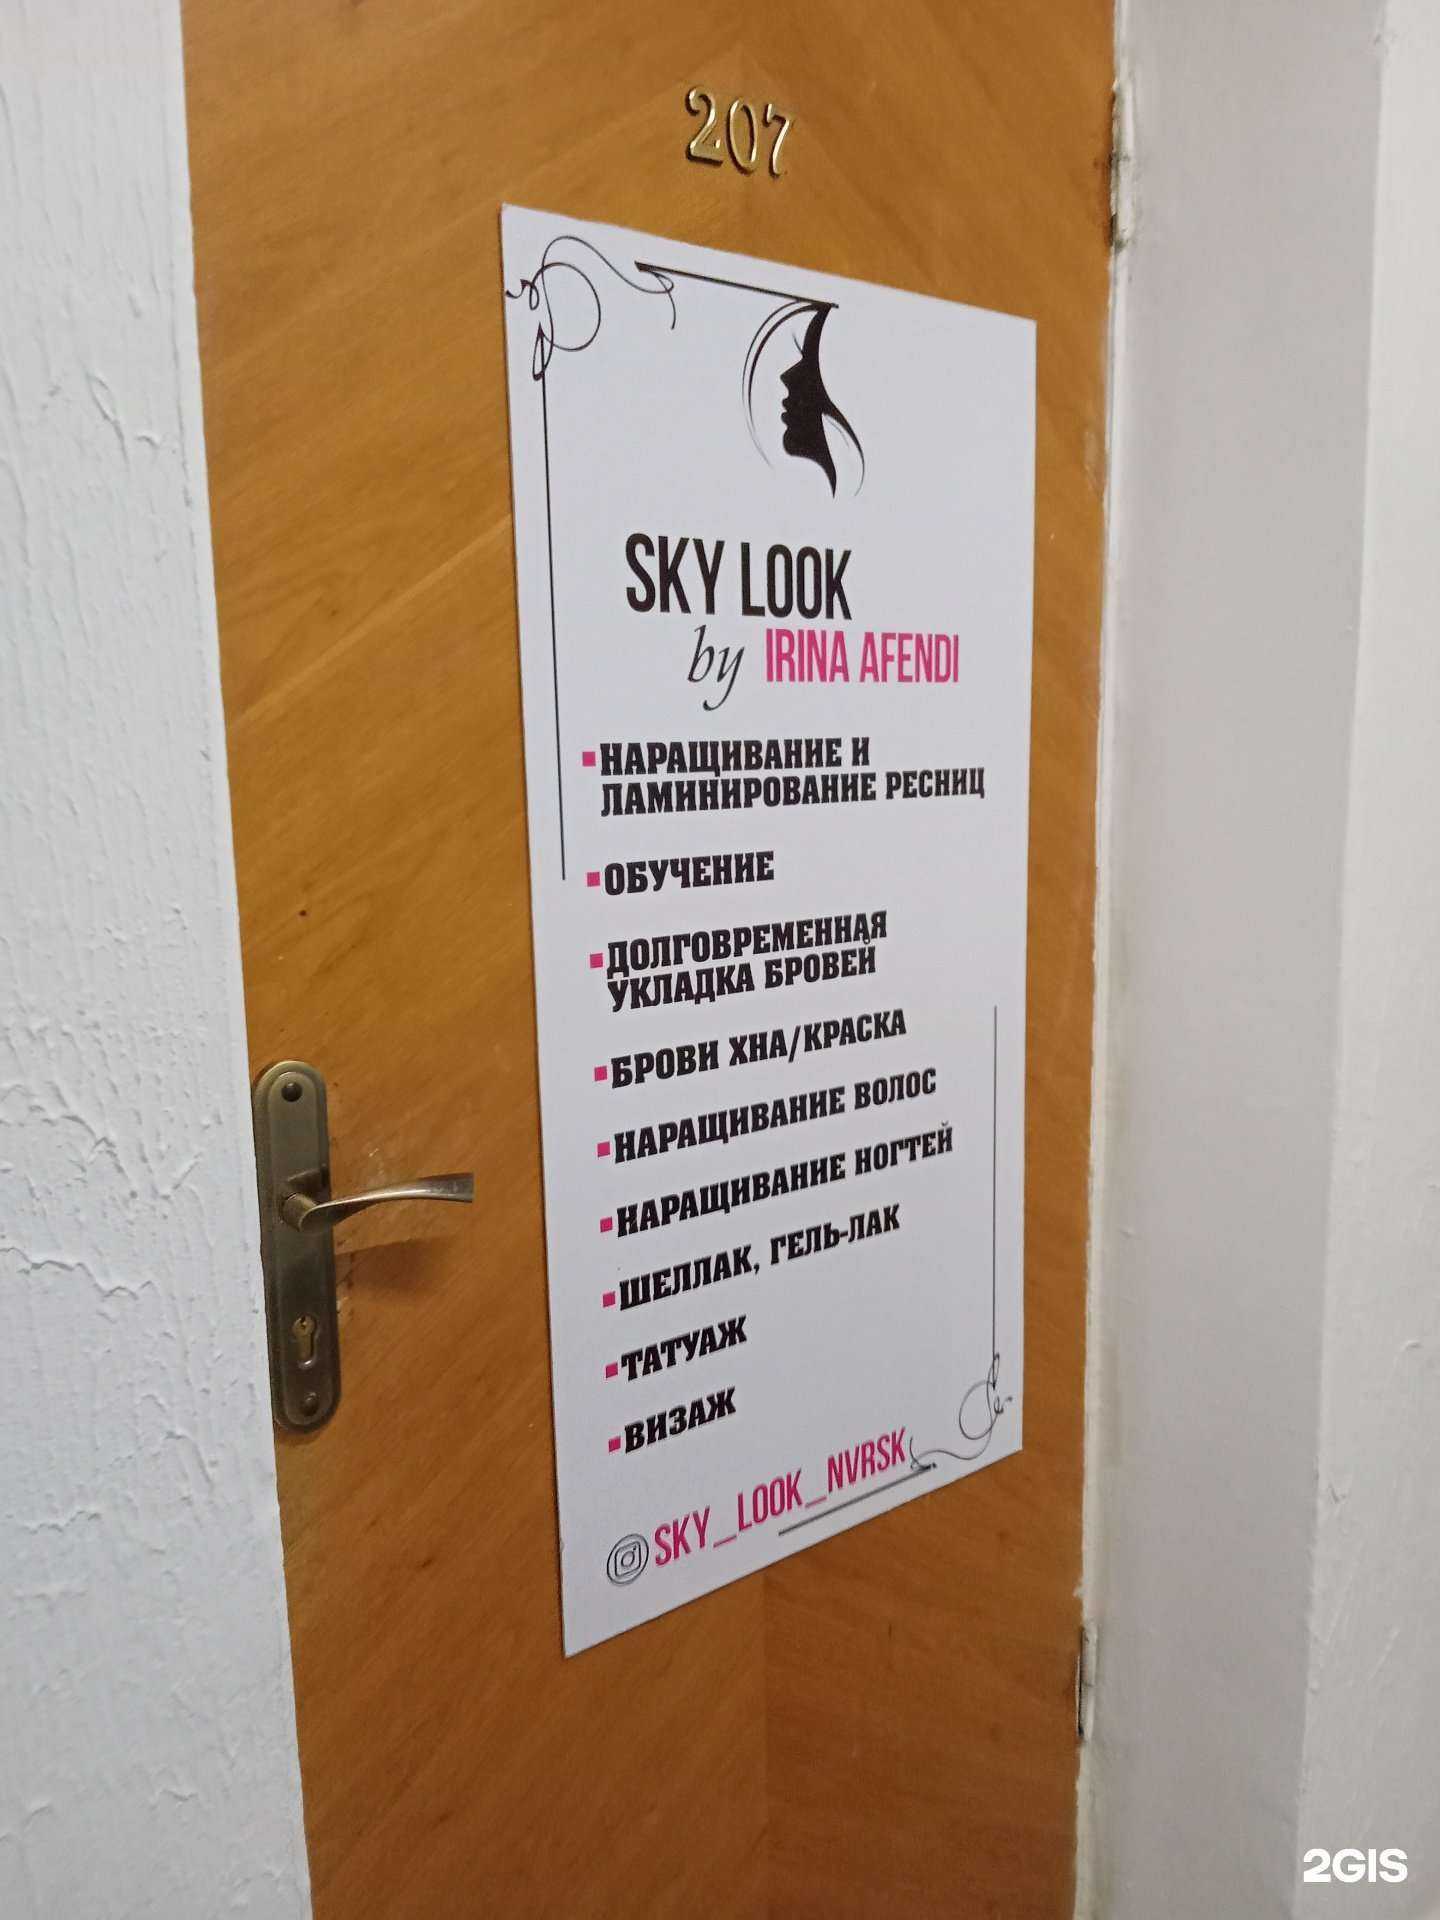 207
SKY LOOK
by IRINA AFENDI
НАРАЩИВАНИЕ И
ЛАМИНИРОВАНИЕ РЕСНИЦ
ОБУЧЕНИЕ
ДОЛГОВРЕМЕННАЯ
УКЛАДКА БРОВЕЙ
БРОВИ ХНА/КРАСКА
НАРАЩИВАНИЕ ВОЛОС
НАРАЩИВАНИЕ НОГТЕЙ
ШЕЛЛАК, ГЕЛЬ-ЛАК
ТАТУАЖ
ВИЗАЖ
SKY_LOOK_NVRSK
2GIS